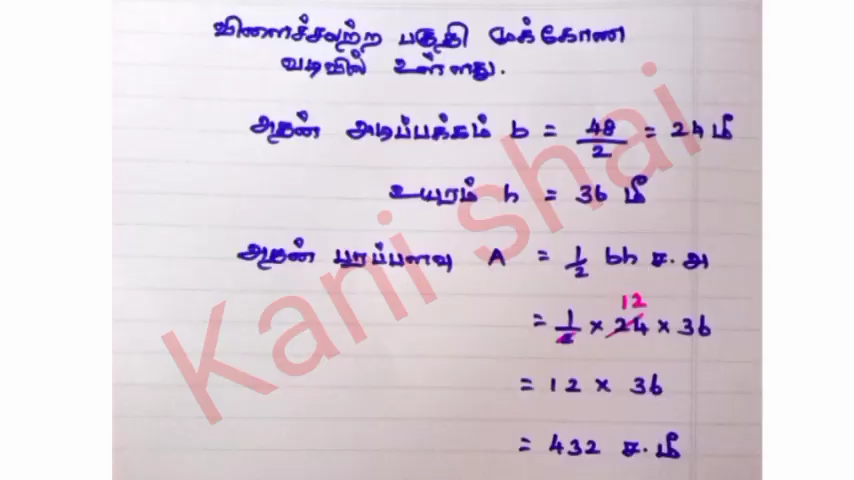 விளைச்சலற்ற பகுதி முக்கோண
வடிவில் உள்ளது.
அதன் அடிப்பக்கம் b = 48/2 = 24 மீ
உயரம் h = 36 மீ
அதன் பரப்பளவு A = 1/2 bh ச. அ
= 1/2 × 24 × 36
12
= 12 × 36
= 432 ச. மீ
Kani shai